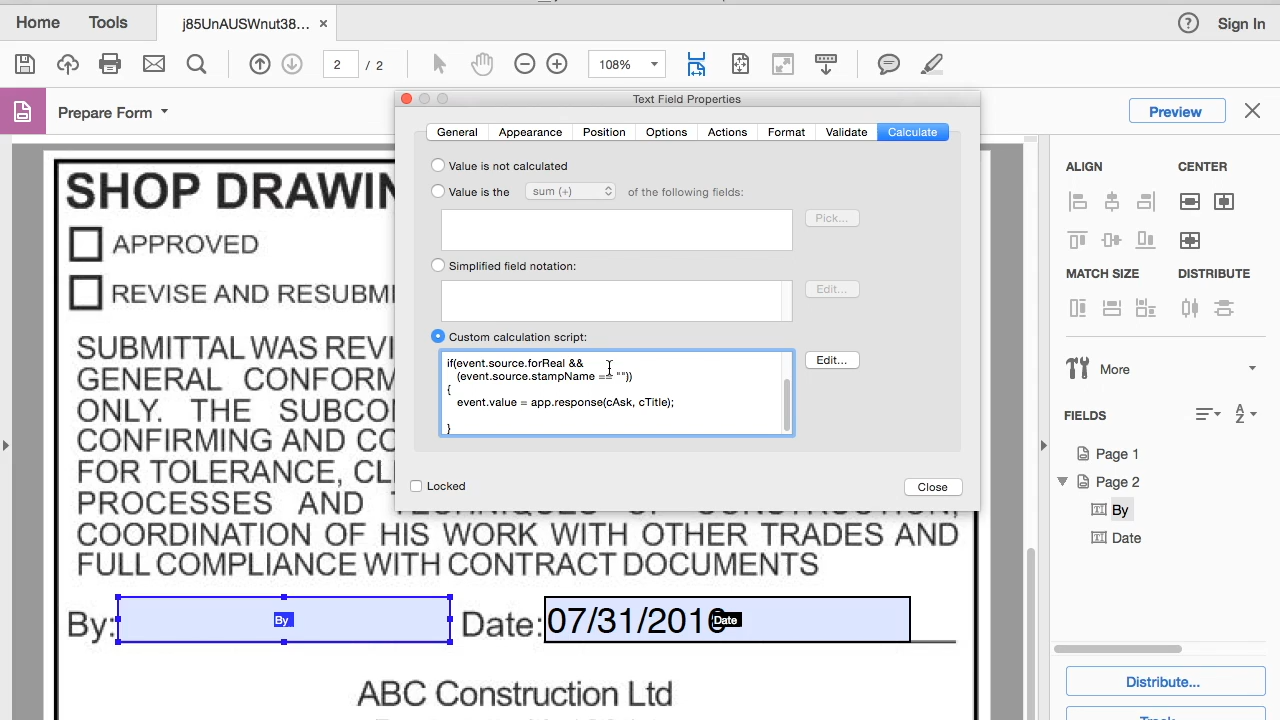 Home Tools j85UnAUSWnut38... × ? Sign In
2 / 2 108%
Prepare Form Preview
Text Field Properties
General Appearance Position Options Actions Format Validate Calculate
Value is not calculated
Value is the sum (+) of the following fields:
Pick...
Simplified field notation:
Edit...
Custom calculation script:
if(event.source.forReal &&
(event.source.stampName == ""))
{
event.value = app.response(cAsk, cTitle);
}
Edit...
Locked
Close
SHOP DRAWIN
APPROVED
REVISE AND RESUBMI
SUBMITTAL WAS REVI
GENERAL CONFORM
ONLY. THE SUBCO
CONFIRMING AND CO
FOR TOLERANCE, CL
PROCESSES AND TECHNIQUES OF CONSTRUCTION,
COORDINATION OF HIS WORK WITH OTHER TRADES AND
FULL COMPLIANCE WITH CONTRACT DOCUMENTS
By: By Date: 07/31/2016 Date
ABC Construction Ltd
ALIGN CENTER
MATCH SIZE DISTRIBUTE
More
FIELDS
Page 1
Page 2
By
Date
Distribute...